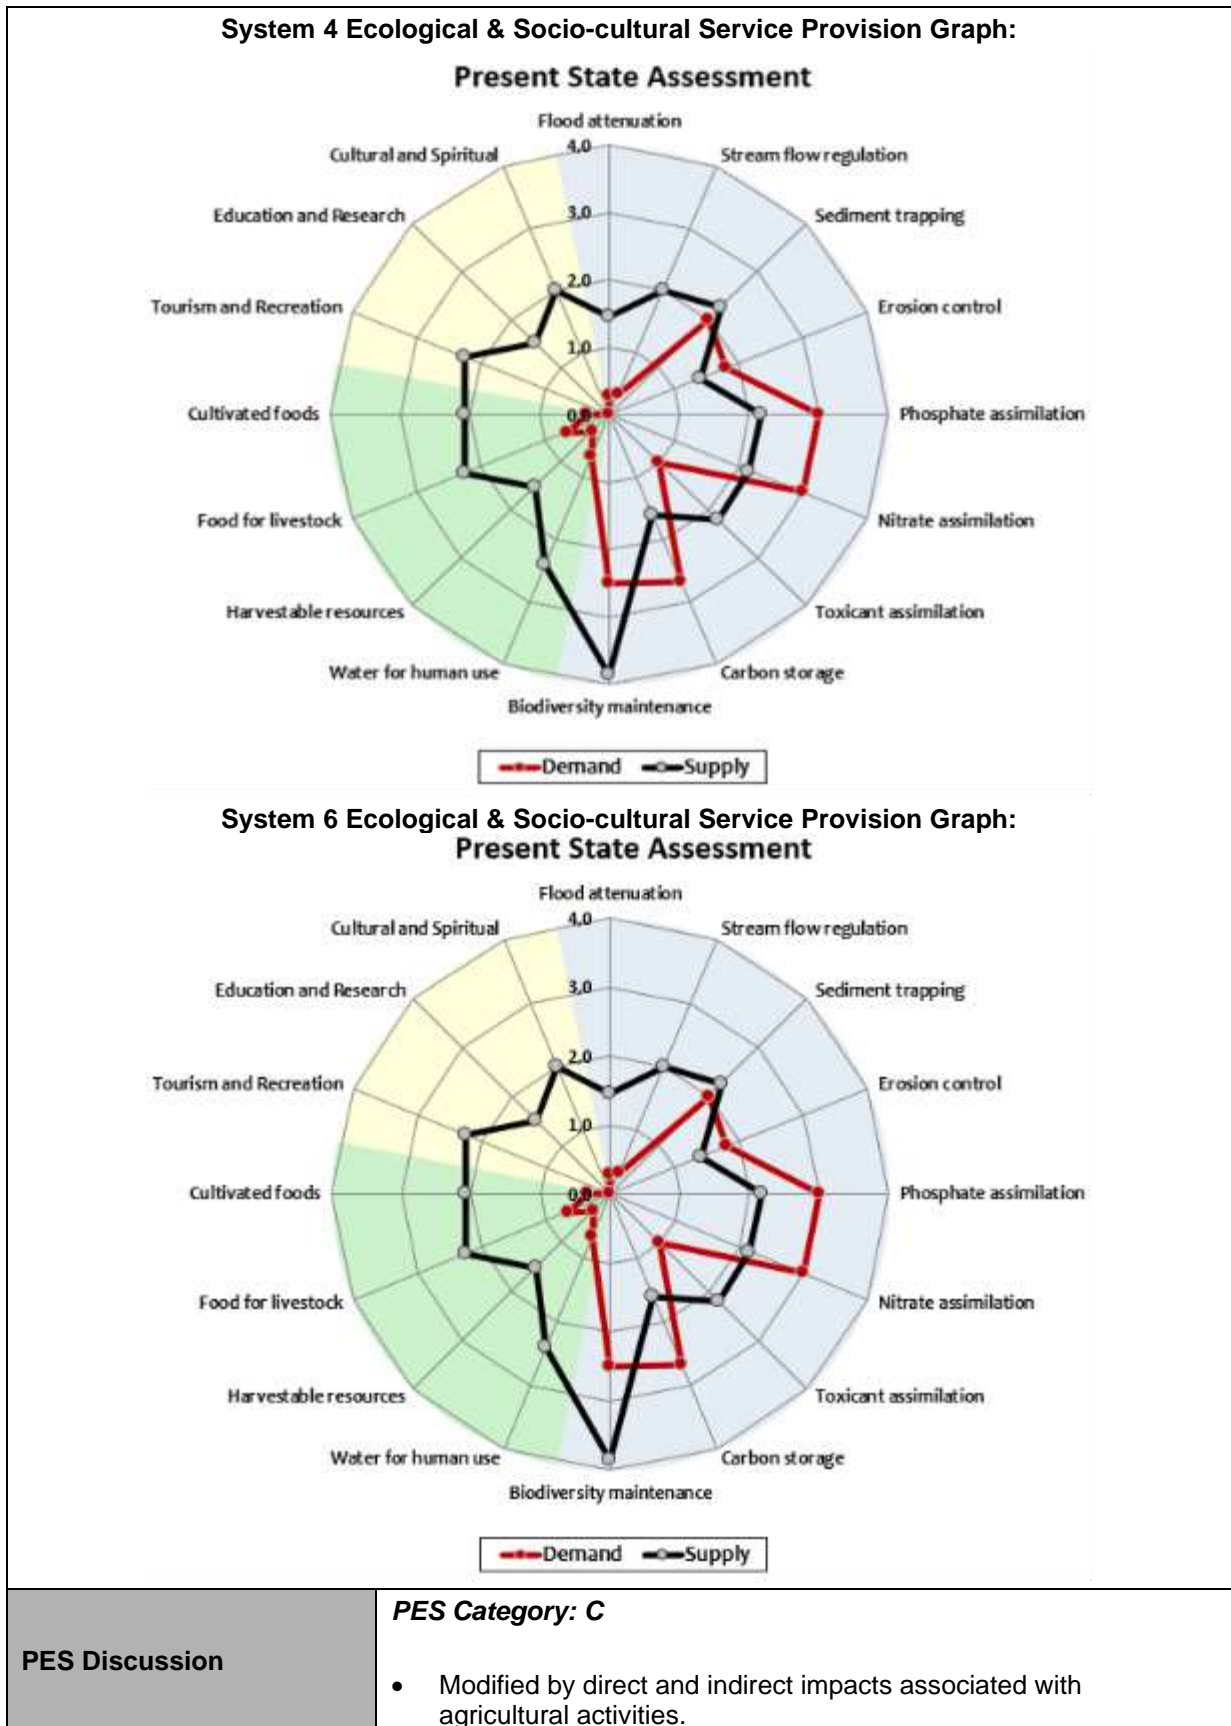 System 4 Ecological & Socio-cultural Service Provision Graph:
Present State Assessment
Flood attenuation
4,0
Cultural and Spiritual
Stream flow regulation
Education and Research
3,0
Sediment trapping
Tourism and Recreation
2,0
Erosion control
1,0
Cultivated foods
0,0
Phosphate assimilation
Food for livestock
Nitrate assimilation
Harvestable resources
Toxicant assimilation
Water for human use
Carbon storage
Biodiversity maintenance
Demand Supply
System 6 Ecological & Socio-cultural Service Provision Graph:
Present State Assessment
Flood attenuation
4,0
Cultural and Spiritual
Stream flow regulation
Education and Research
3,0
Sediment trapping
Tourism and Recreation
2,0
Erosion control
1,0
Cultivated foods
0,0
Phosphate assimilation
Food for livestock
Nitrate assimilation
Harvestable resources
Toxicant assimilation
Water for human use
Carbon storage
Biodiversity maintenance
Demand Supply
PES Discussion
PES Category: C
• Modified by direct and indirect impacts associated with
agricultural activities.